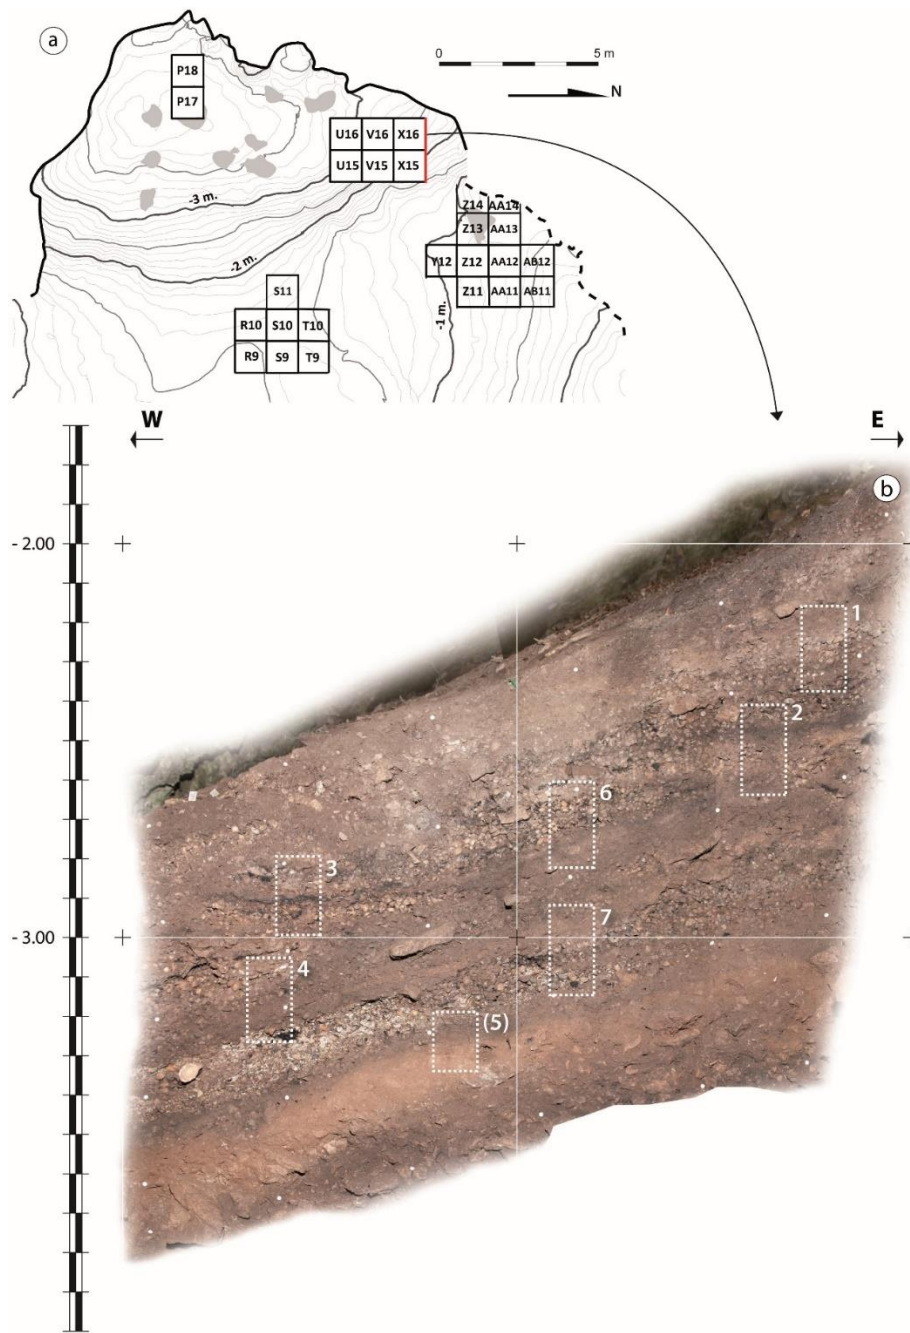 a
0 5 m
N
P18
P17
U16 V16 X16
U15 V15 X15
-3 m.
Z14 AA14
Z13 AA13
-2 m.
Y12 Z12 AA12 AB12
S11
Z11 AA11 AB11
-1 m.
R10 S10 T10
R9 S9 T9
W E
b
- 2.00
1
2
6
3
7
- 3.00
4
(5)